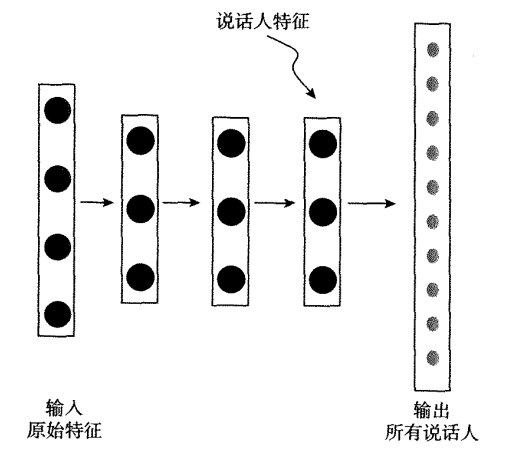 说话人特征
输入
原始特征
输出
所有说话人